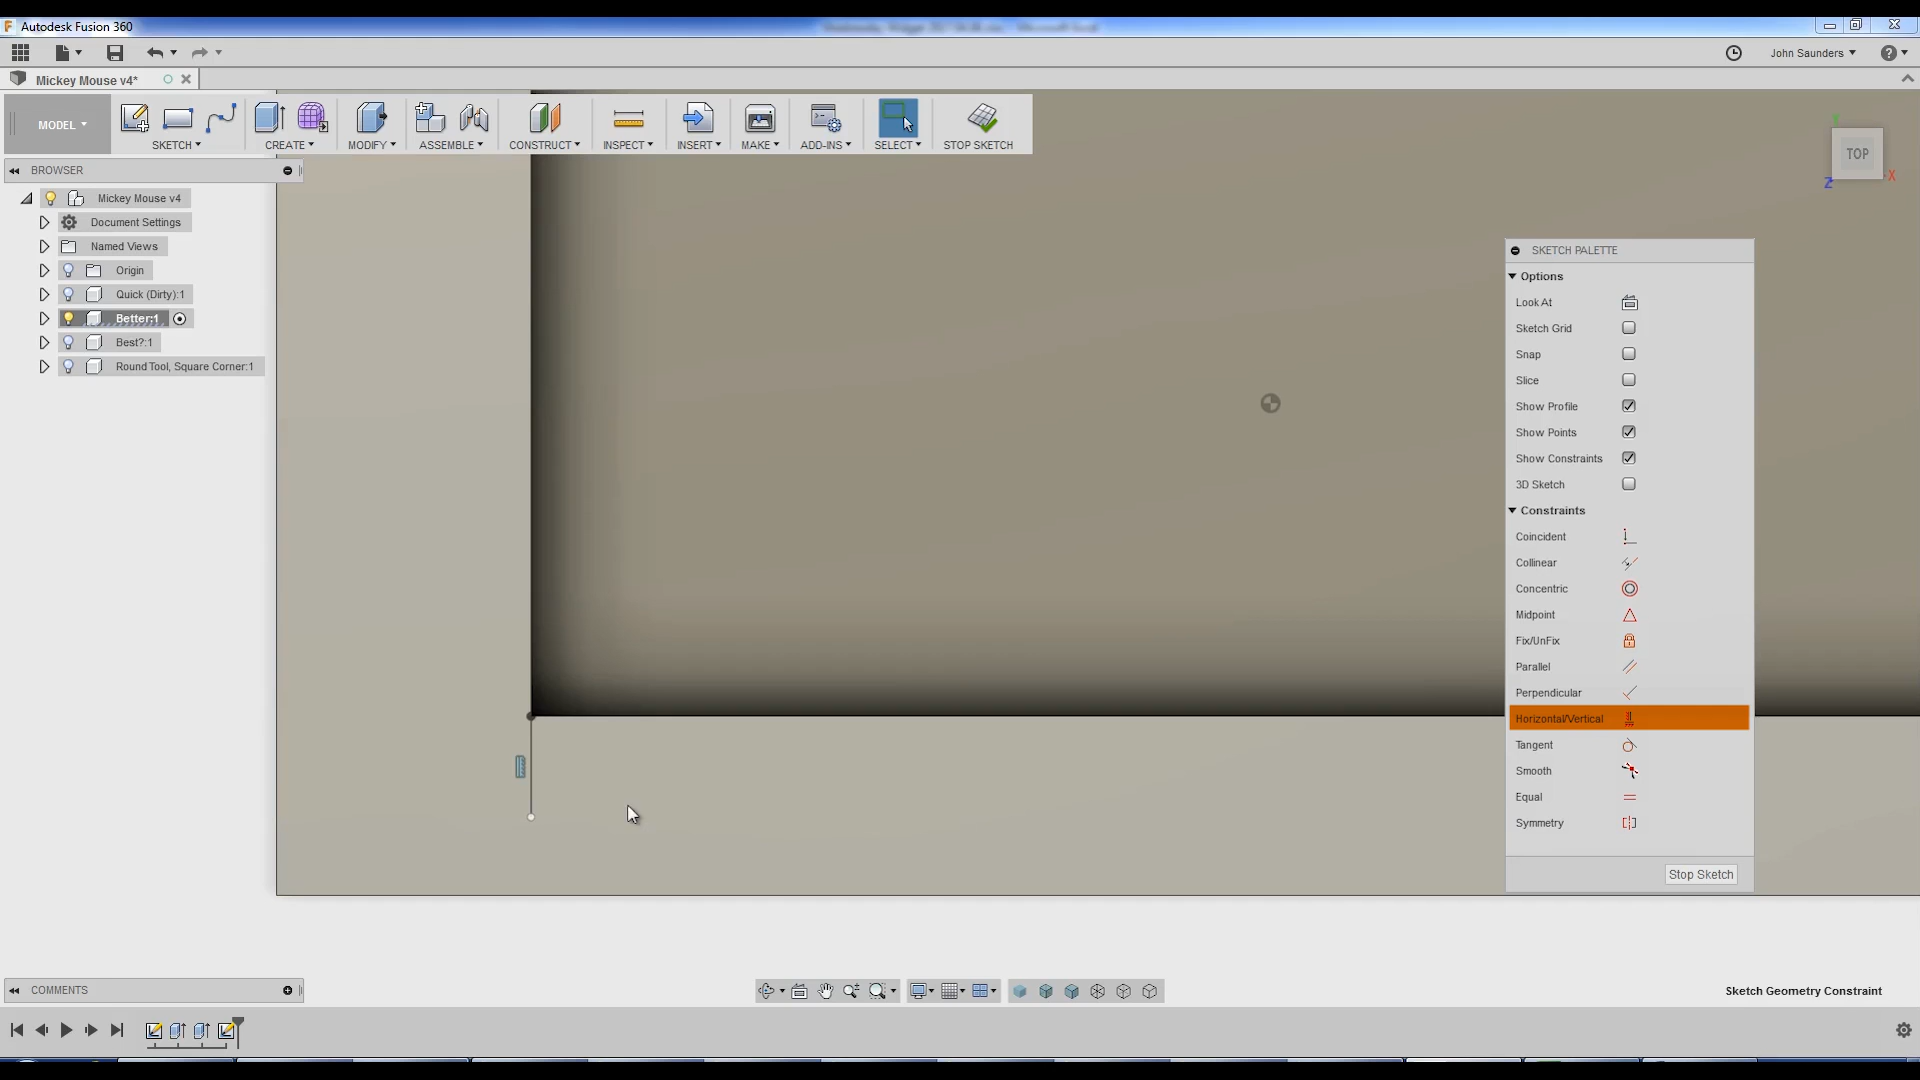 Autodesk Fusion 360
John Saunders
Mickey Mouse v4*
MODEL
SKETCH
CREATE
MODIFY
ASSEMBLE
CONSTRUCT
INSPECT
INSERT
MAKE
ADD-INS
SELECT
STOP SKETCH
TOP
X
Z
BROWSER
Mickey Mouse v4
Document Settings
Named Views
Origin
Quick (Dirty):1
Better:1
Best?:1
Round Tool, Square Corner:1
SKETCH PALETTE
Options
Look At
Sketch Grid
Snap
Slice
Show Profile
Show Points
Show Constraints
3D Sketch
Constraints
Coincident
Collinear
Concentric
Midpoint
Fix/UnFix
Parallel
Perpendicular
Horizontal/Vertical
Tangent
Smooth
Equal
Symmetry
Stop Sketch
COMMENTS
Sketch Geometry Constraint